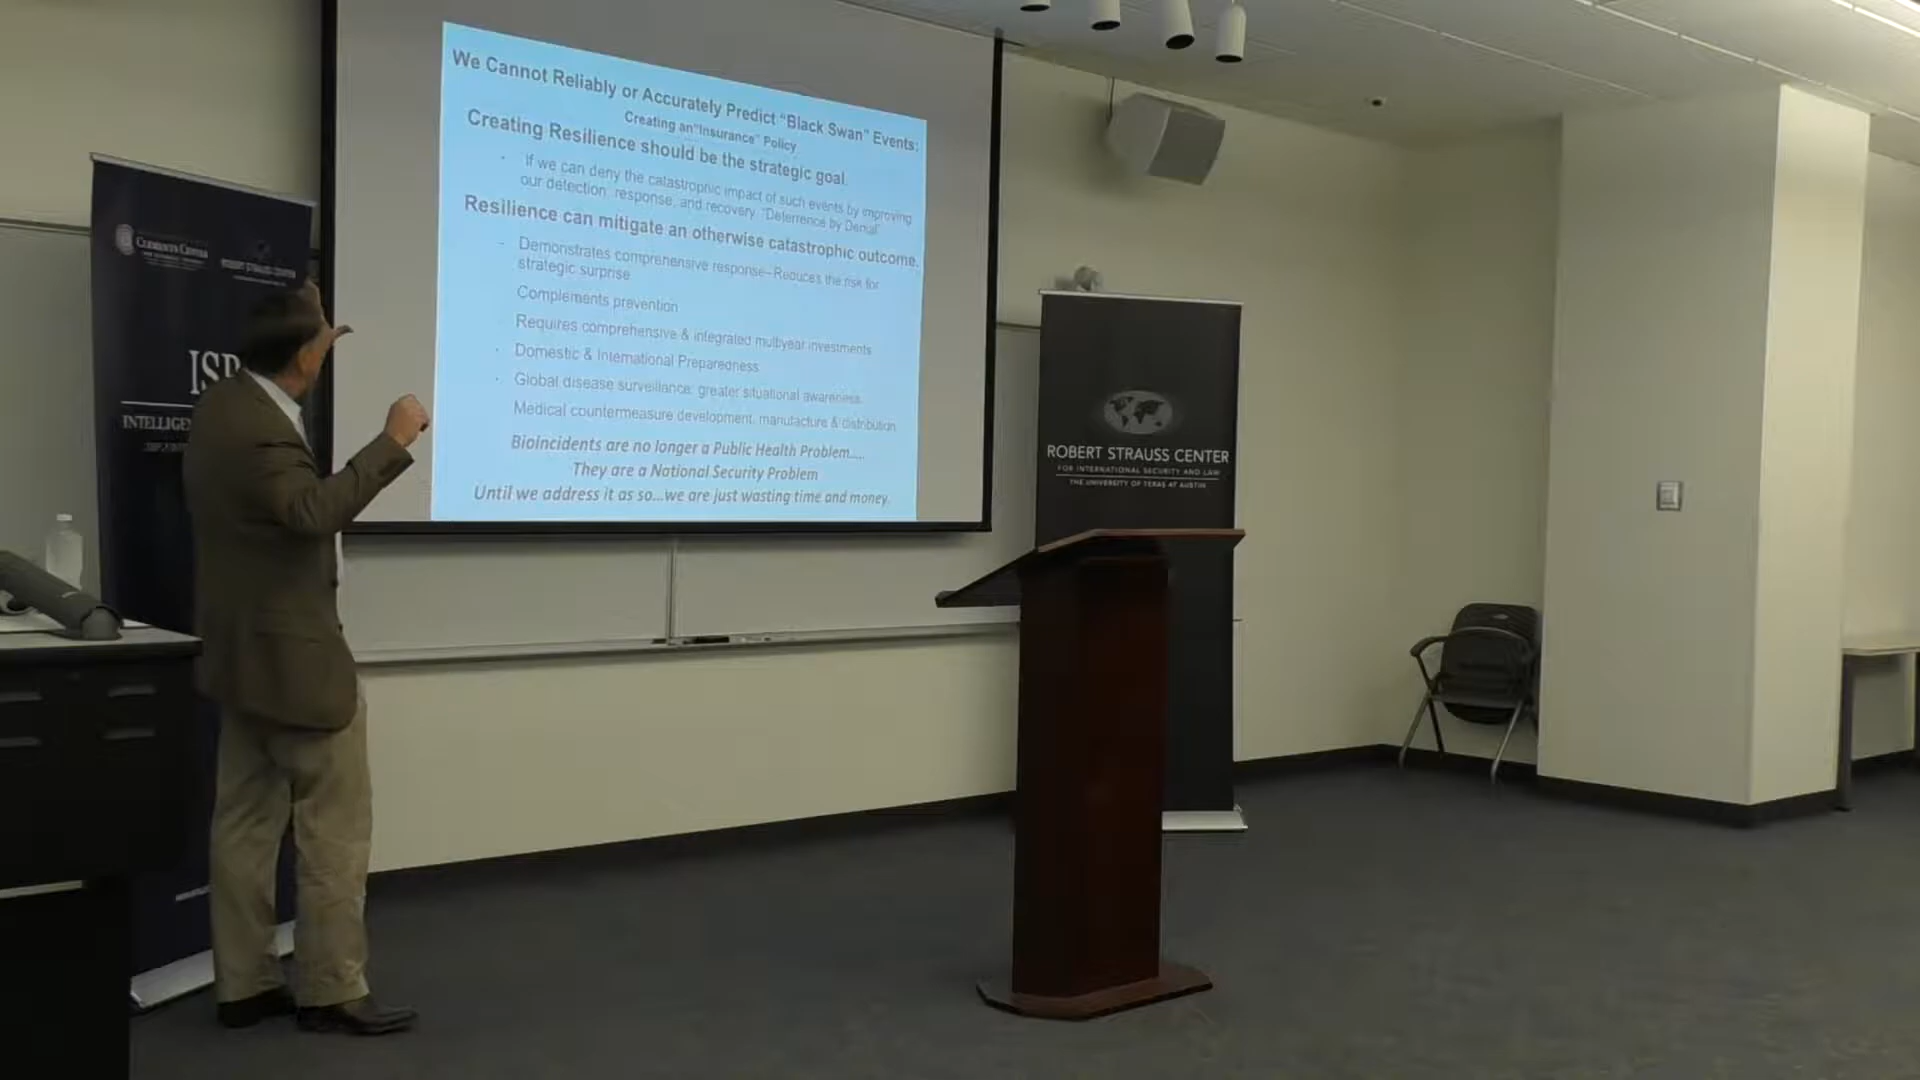 We Cannot Reliably or Accurately Predict “Black Swan” Events:
Creating an“Insurance” Policy
Creating Resilience should be the strategic goal.
If we can deny the catastrophic impact of such events by improving
our detection, response, and recovery. “Deterrence by Denial”
Resilience can mitigate an otherwise catastrophic outcome.
Demonstrates comprehensive response–Reduces the risk for
strategic surprise
Complements prevention
Requires comprehensive & integrated multiyear investments
Domestic & International Preparedness
Global disease surveillance: greater situational awareness.
Medical countermeasure development, manufacture & distribution
Bioincidents are no longer a Public Health Problem.....
They are a National Security Problem
Until we address it as so...we are just wasting time and money.
CLEMENTS CENTER
ROBERT STRAUSS CENTER
ISP
INTELLIGEN
ROBERT STRAUSS CENTER
FOR INTERNATIONAL SECURITY AND LAW
THE UNIVERSITY OF TEXAS AT AUSTIN